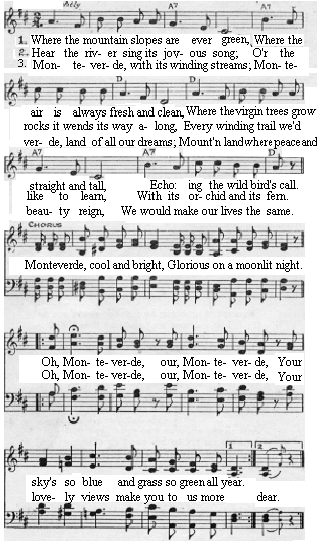 D A7 A7
1. Where the mountain slopes are ever green, Where the
2. Hear the riv- er sing its joy- ous song; O'r the
3. Mon- te- ver- de, with its winding streams; Mon- te-
D D
air is always fresh and clean, Where the virgin trees grow
rocks it wends its way a- long, Every winding trail we'd
ver- de, land of all our dreams; Mount'n land where peace and
A7 A7 D
straight and tall, Echo: ing the wild bird's call.
like to learn, With its or- chid and its fern.
beau- ty reign, We would make our lives the same.
CHORUS
Monteverde, cool and bright, Glorious on a moonlit night.
Oh, Mon- te- ver- de, our, Mon- te- ver- de, Your
Oh, Mon- te- ver- de, our, Mon- te- ver- de, Your
1 2
sky's so blue and grass so green all year.
love- ly views make you to us more dear.